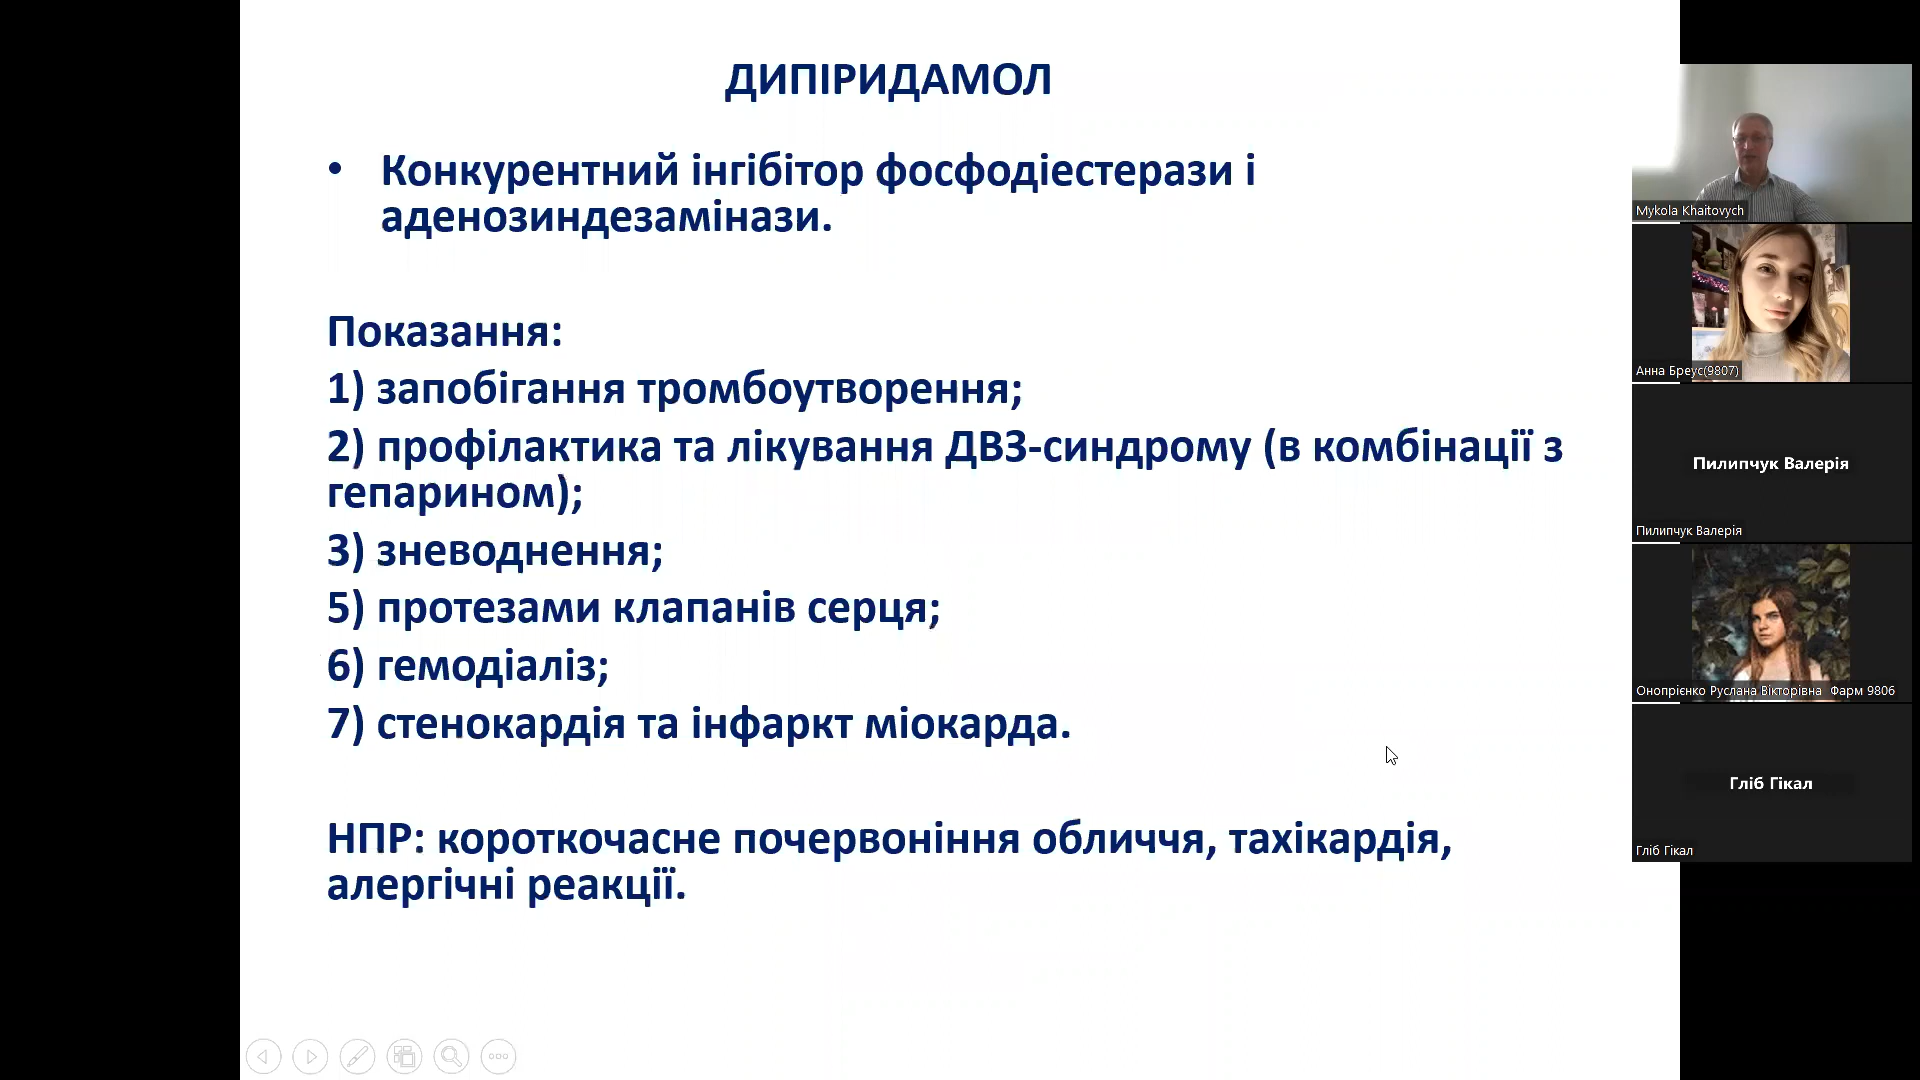 ДИПІРИДАМОЛ
• Конкурентний інгібітор фосфодіестерази і
аденозиндезамінази.
Показання:
1) запобігання тромбоутворення;
2) профілактика та лікування ДВЗ-синдрому (в комбінації з
гепарином);
3) зневоднення;
5) протезами клапанів серця;
6) гемодіаліз;
7) стенокардія та інфаркт міокарда.
НПР: короткочасне почервоніння обличчя, тахікардія,
алергічні реакції.
Mykola Khaitovych
Анна Бреус(9807)
Пилипчук Валерія
Пилипчук Валерія
Онопрієнко Руслана Вікторівна Фарм 9806
Гліб Гікал
Гліб Гікал